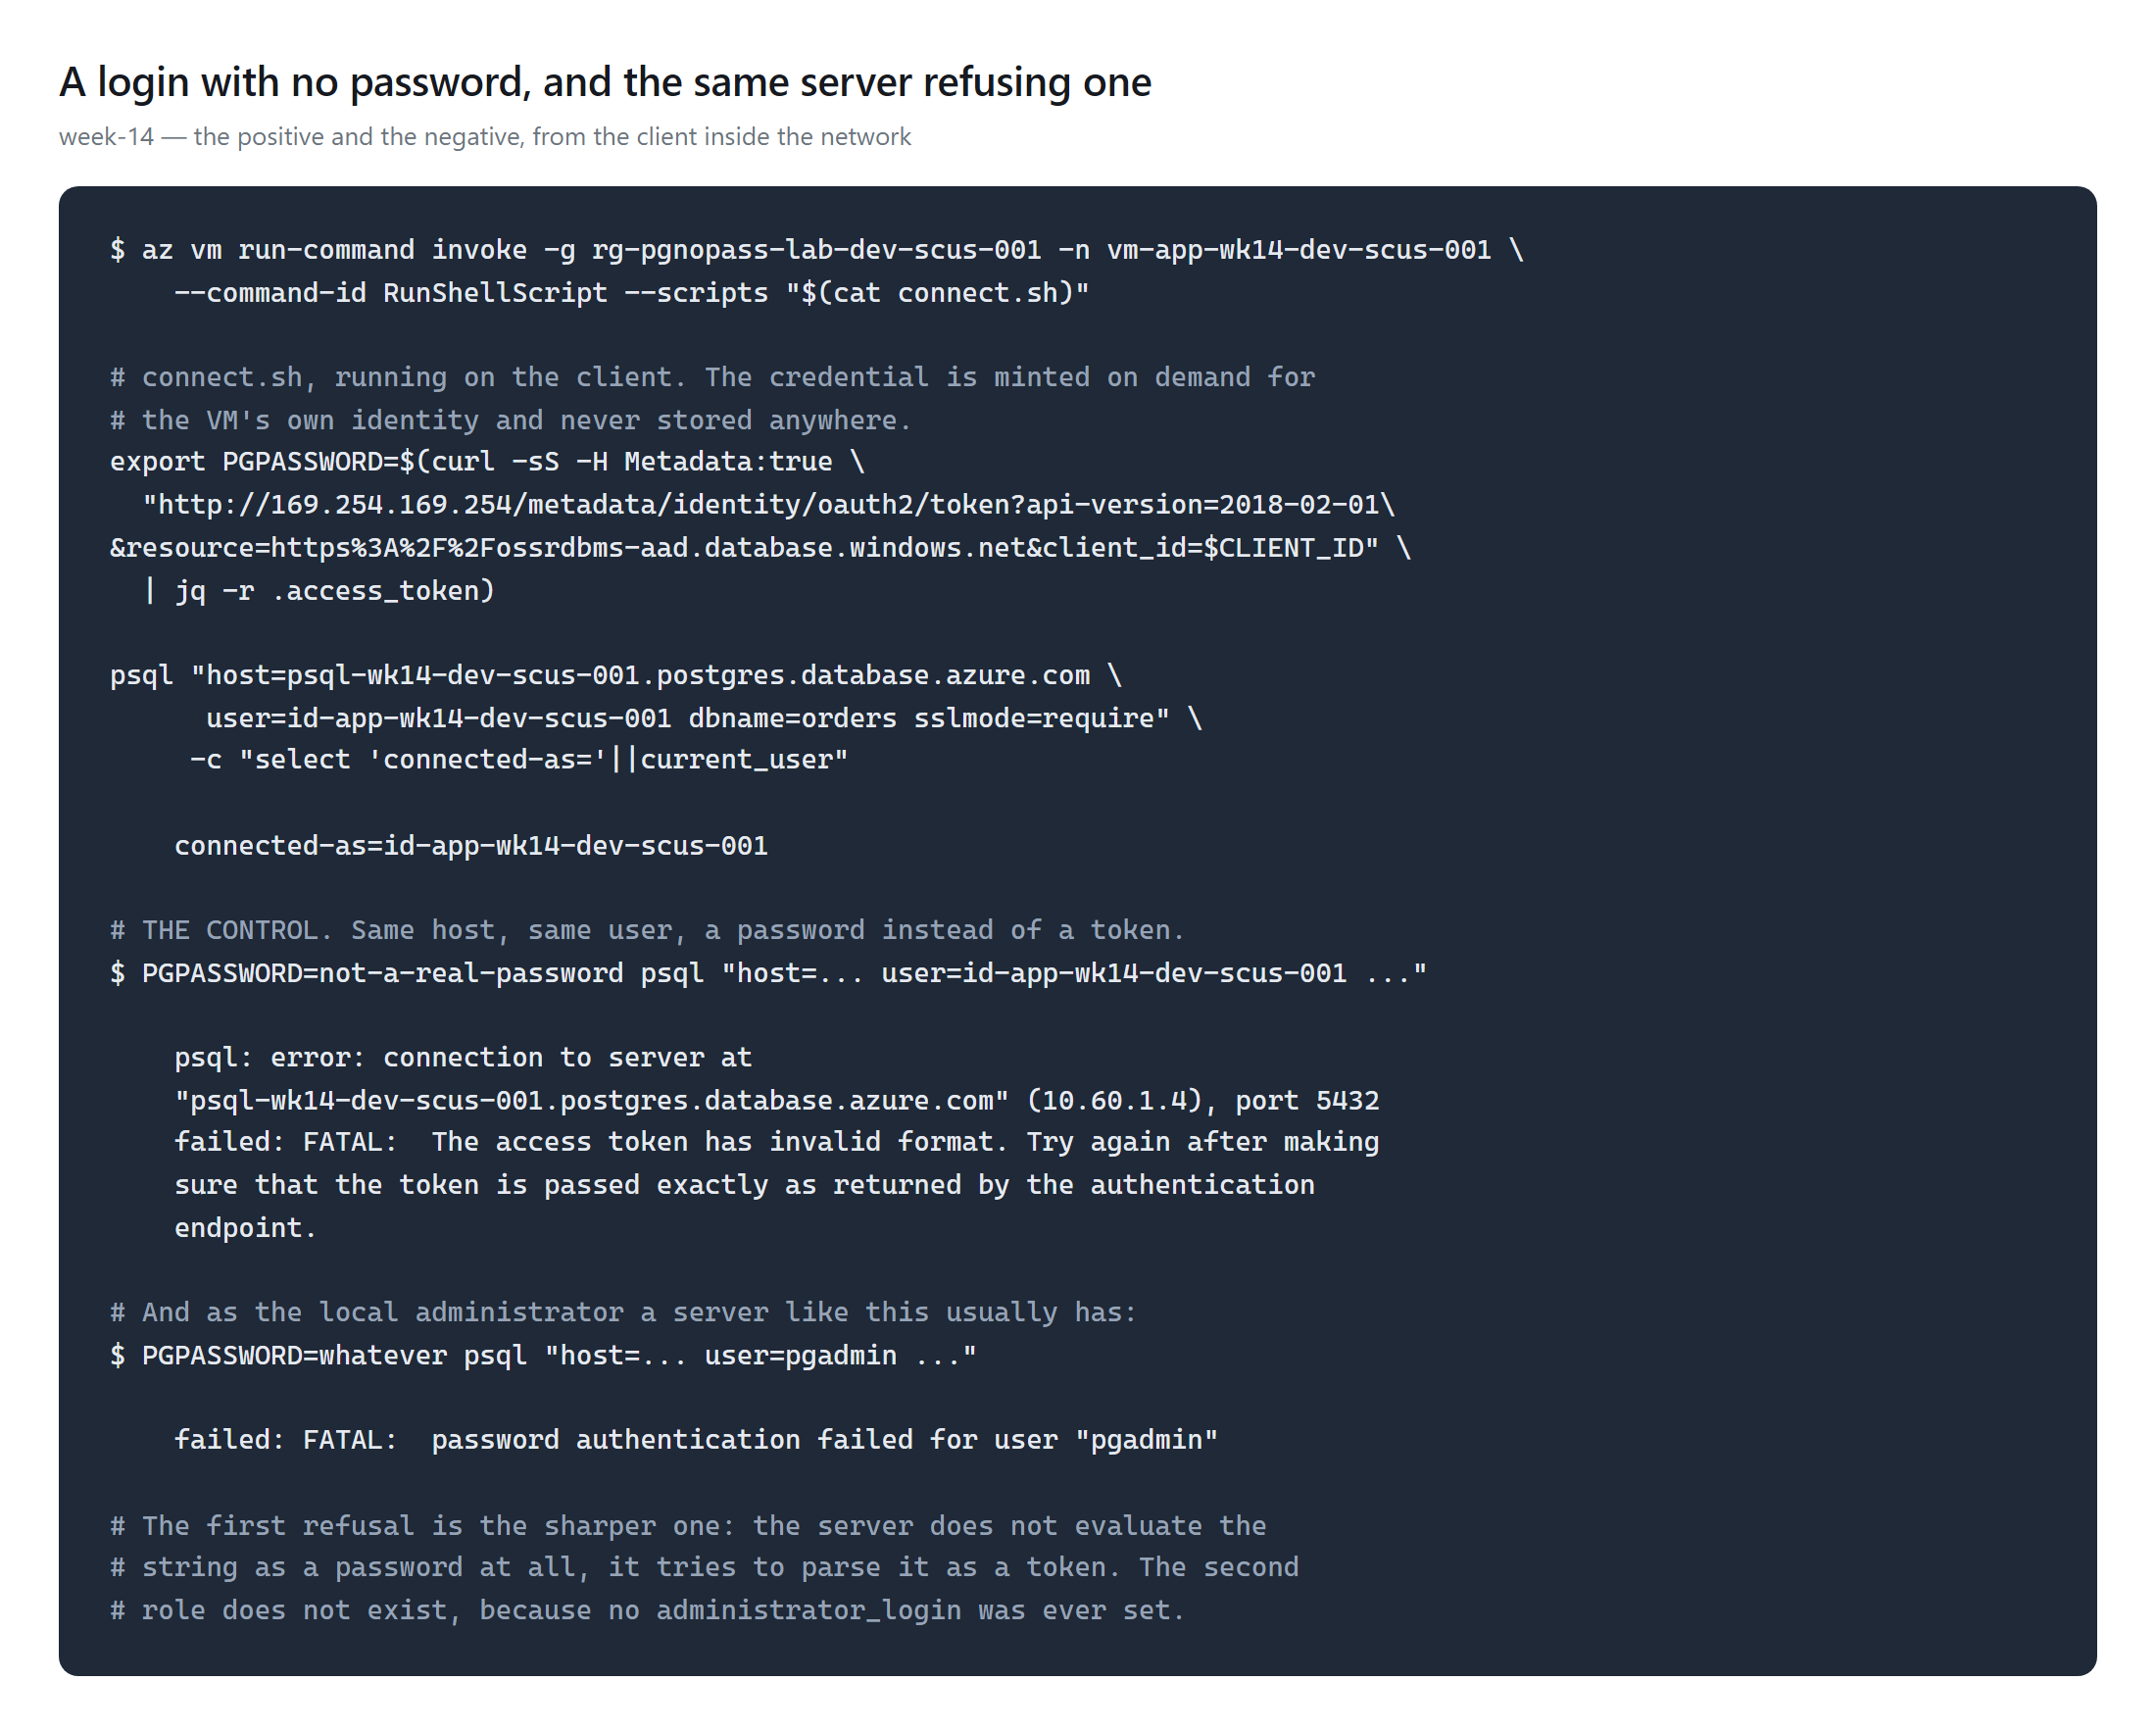 A login with no password, and the same server refusing one
week-14 — the positive and the negative, from the client inside the network
$ az vm run-command invoke -g rg-pgnopass-lab-dev-scus-001 -n vm-app-wk14-dev-scus-001 \
--command-id RunShellScript --scripts "$(cat connect.sh)"
# connect.sh, running on the client. The credential is minted on demand for
# the VM's own identity and never stored anywhere.
export PGPASSWORD=$(curl -sS -H Metadata:true \
"http://169.254.169.254/metadata/identity/oauth2/token?api-version=2018-02-01\
&resource=https%3A%2F%2Fossrdbms-aad.database.windows.net&client_id=$CLIENT_ID" \
| jq -r .access_token)
psql "host=psql-wk14-dev-scus-001.postgres.database.azure.com \
user=id-app-wk14-dev-scus-001 dbname=orders sslmode=require" \
-c "select 'connected-as='||current_user"
connected-as=id-app-wk14-dev-scus-001
# THE CONTROL. Same host, same user, a password instead of a token.
$ PGPASSWORD=not-a-real-password psql "host=... user=id-app-wk14-dev-scus-001 ..."
psql: error: connection to server at
"psql-wk14-dev-scus-001.postgres.database.azure.com" (10.60.1.4), port 5432
failed: FATAL:  The access token has invalid format. Try again after making
sure that the token is passed exactly as returned by the authentication
endpoint.
# And as the local administrator a server like this usually has:
$ PGPASSWORD=whatever psql "host=... user=pgadmin ..."
failed: FATAL:  password authentication failed for user "pgadmin"
# The first refusal is the sharper one: the server does not evaluate the
# string as a password at all, it tries to parse it as a token. The second
# role does not exist, because no administrator_login was ever set.